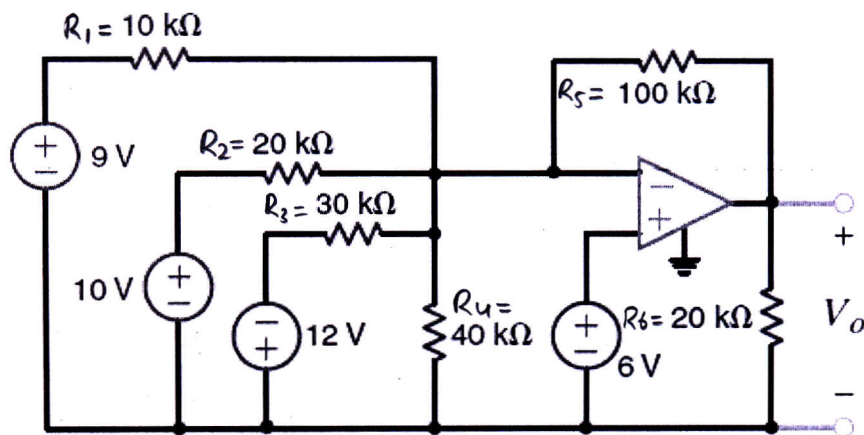 R₁ = 10 kΩ
R₅ = 100 kΩ
+
−
9 V
R₂ = 20 kΩ
R₃ = 30 kΩ
−
+
+
−
10 V
−
+
12 V
R₄ =
40 kΩ
+
−
6 V
R₆ = 20 kΩ
+
Vo
−